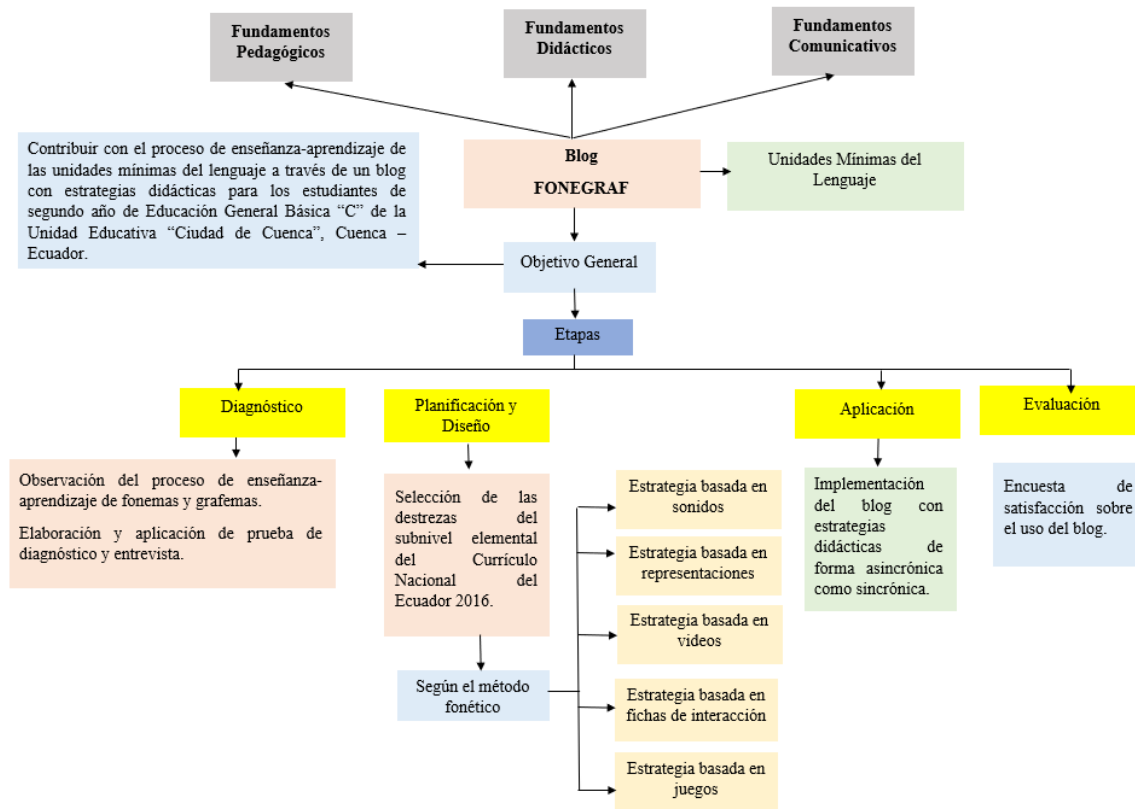 Fundamentos
Pedagógicos
Fundamentos
Didácticos
Fundamentos
Comunicativos
Contribuir con el proceso de enseñanza-aprendizaje de
las unidades mínimas del lenguaje a través de un blog
con estrategias didácticas para los estudiantes de
segundo año de Educación General Básica “C” de la
Unidad Educativa “Ciudad de Cuenca”, Cuenca –
Ecuador.
Blog
FONEGRAF
Unidades Mínimas del
Lenguaje
Objetivo General
Etapas
Diagnóstico
Planificación y
Diseño
Aplicación
Evaluación
Observación del proceso de enseñanza-
aprendizaje de fonemas y grafemas.
Elaboración y aplicación de prueba de
diagnóstico y entrevista.
Selección de las
destrezas del
subnivel elemental
del Currículo
Nacional del
Ecuador 2016.
Según el método
fonético
Estrategia basada en
sonidos
Estrategia basada en
representaciones
Estrategia basada en
videos
Estrategia basada en
fichas de interacción
Estrategia basada en
juegos
Implementación
del blog con
estrategias
didácticas de
forma asincrónica
como sincrónica.
Encuesta de
satisfacción sobre
el uso del blog.